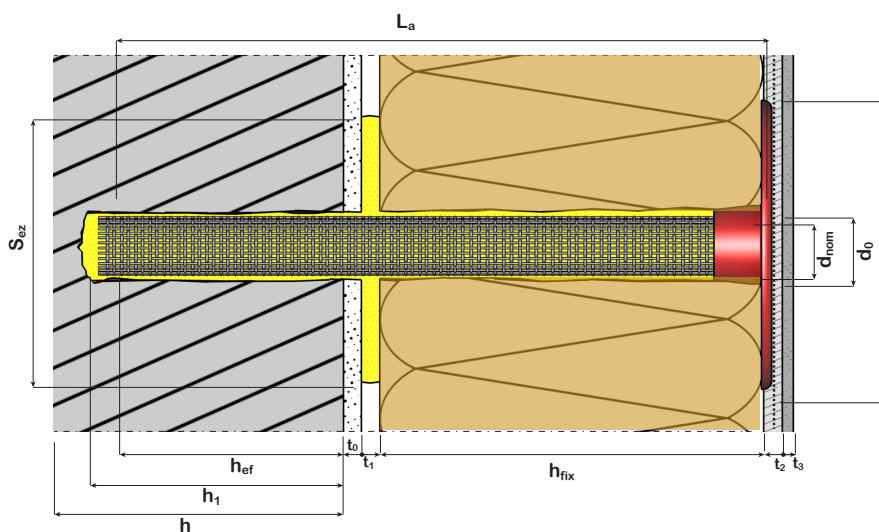 Lₐ
Sₑz
dnom
d₀
t₀
t₁
hef
hfix
t₂
t₃
h₁
h